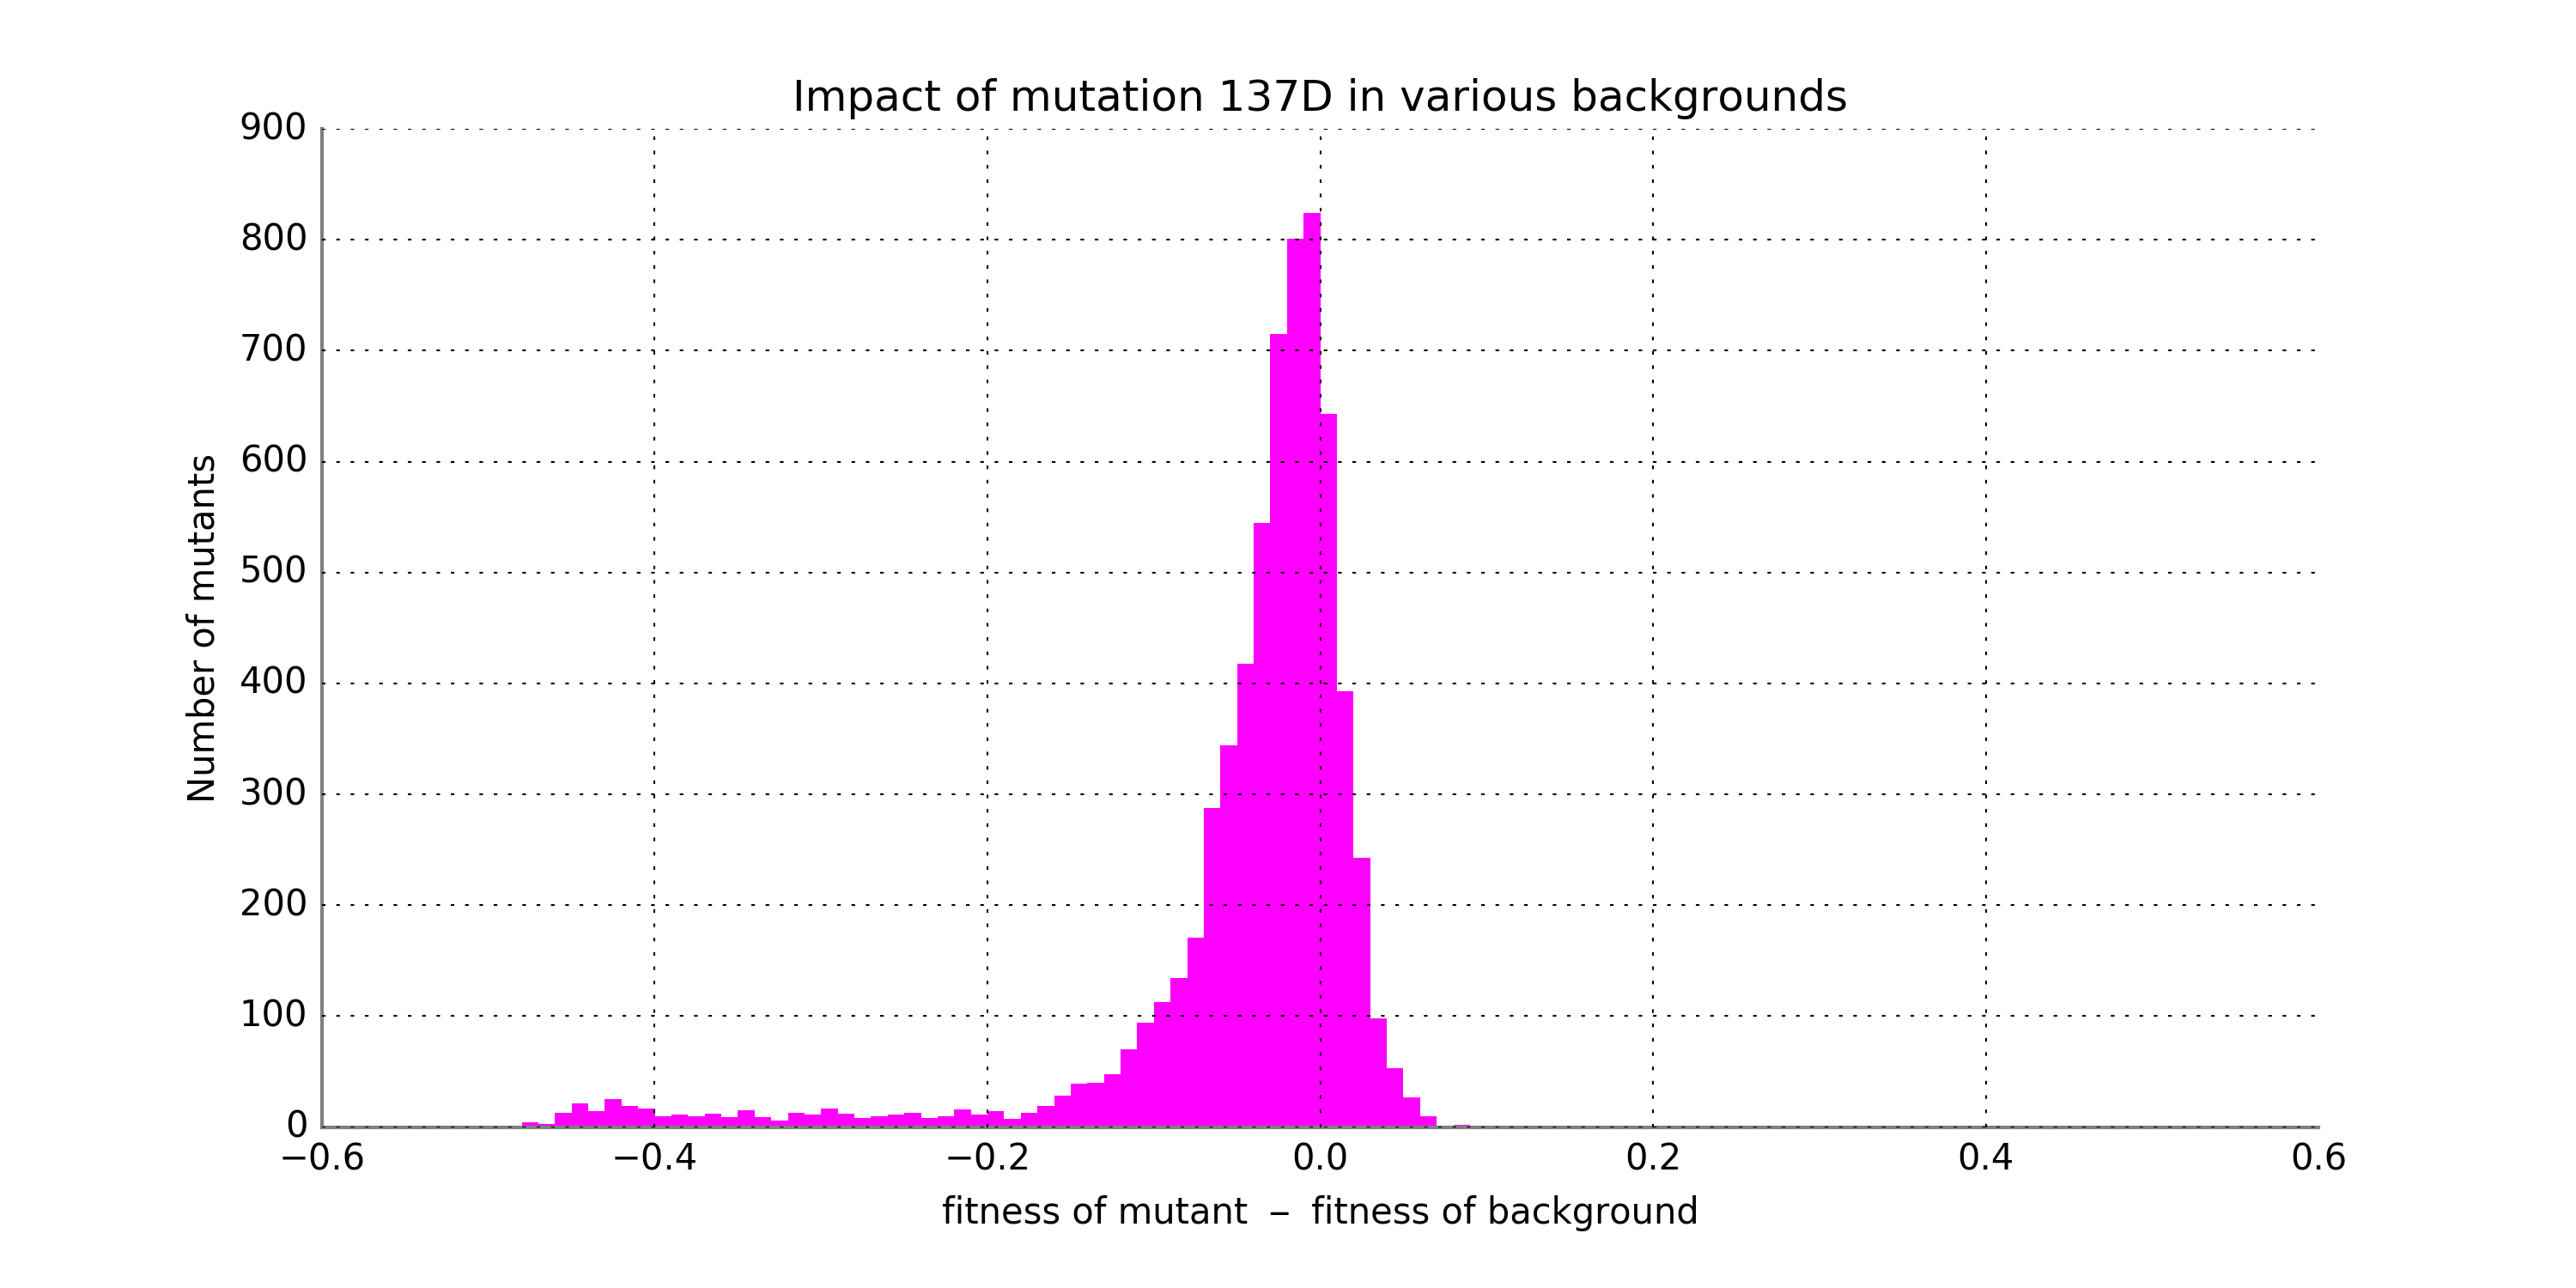 Impact of mutation 137D in various backgrounds
900
800
700
600
500
400
300
200
100
0
Number of mutants
−0.6 −0.4 −0.2 0.0 0.2 0.4 0.6
fitness of mutant − fitness of background